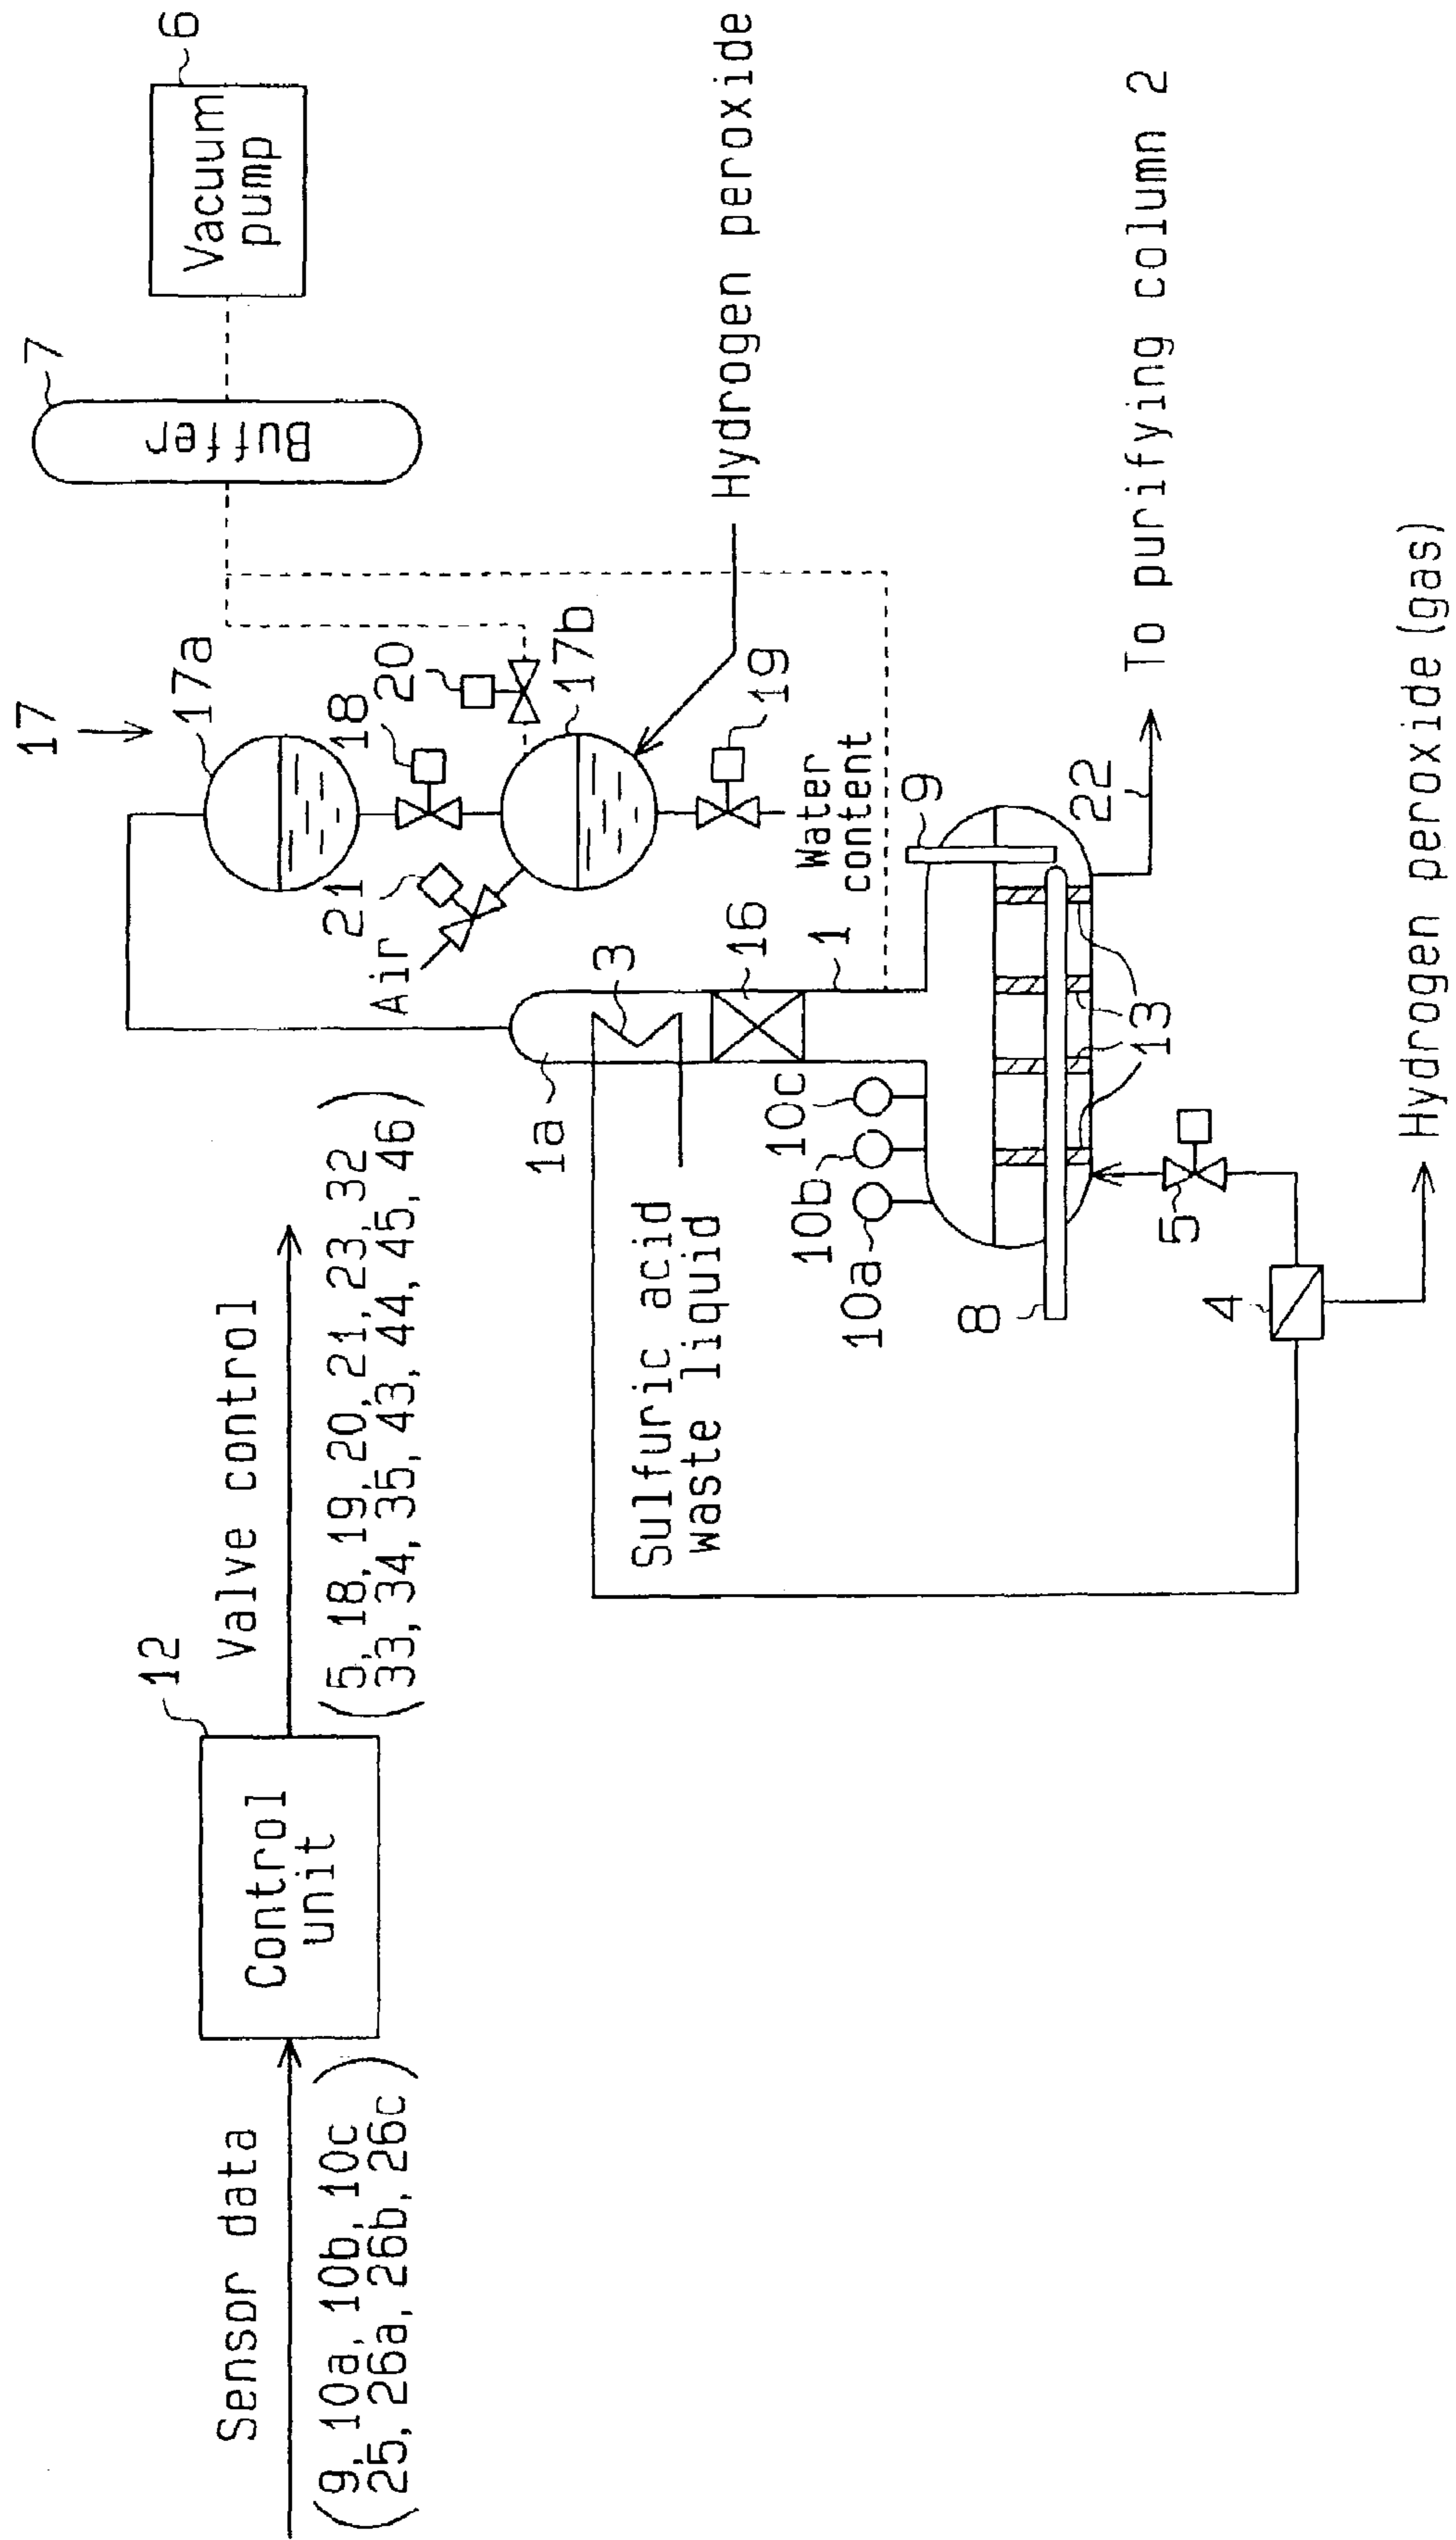 Sensor data
(9, 10a, 10b, 10c
25, 26a, 26b, 26c)
12
Control
unit
Valve control
(5, 18, 19, 20, 21, 23, 32
33, 34, 35, 43, 44, 45, 46)
17
17a
18
20
17b
21
Air
19
Water
content
7
Buffer
6
Vacuum
pump
Hydrogen peroxide
1a
3
16
1
9
Sulfuric acid
waste liquid
10a
10b
10c
8
13
22
To purifying column 2
4
5
Hydrogen peroxide (gas)